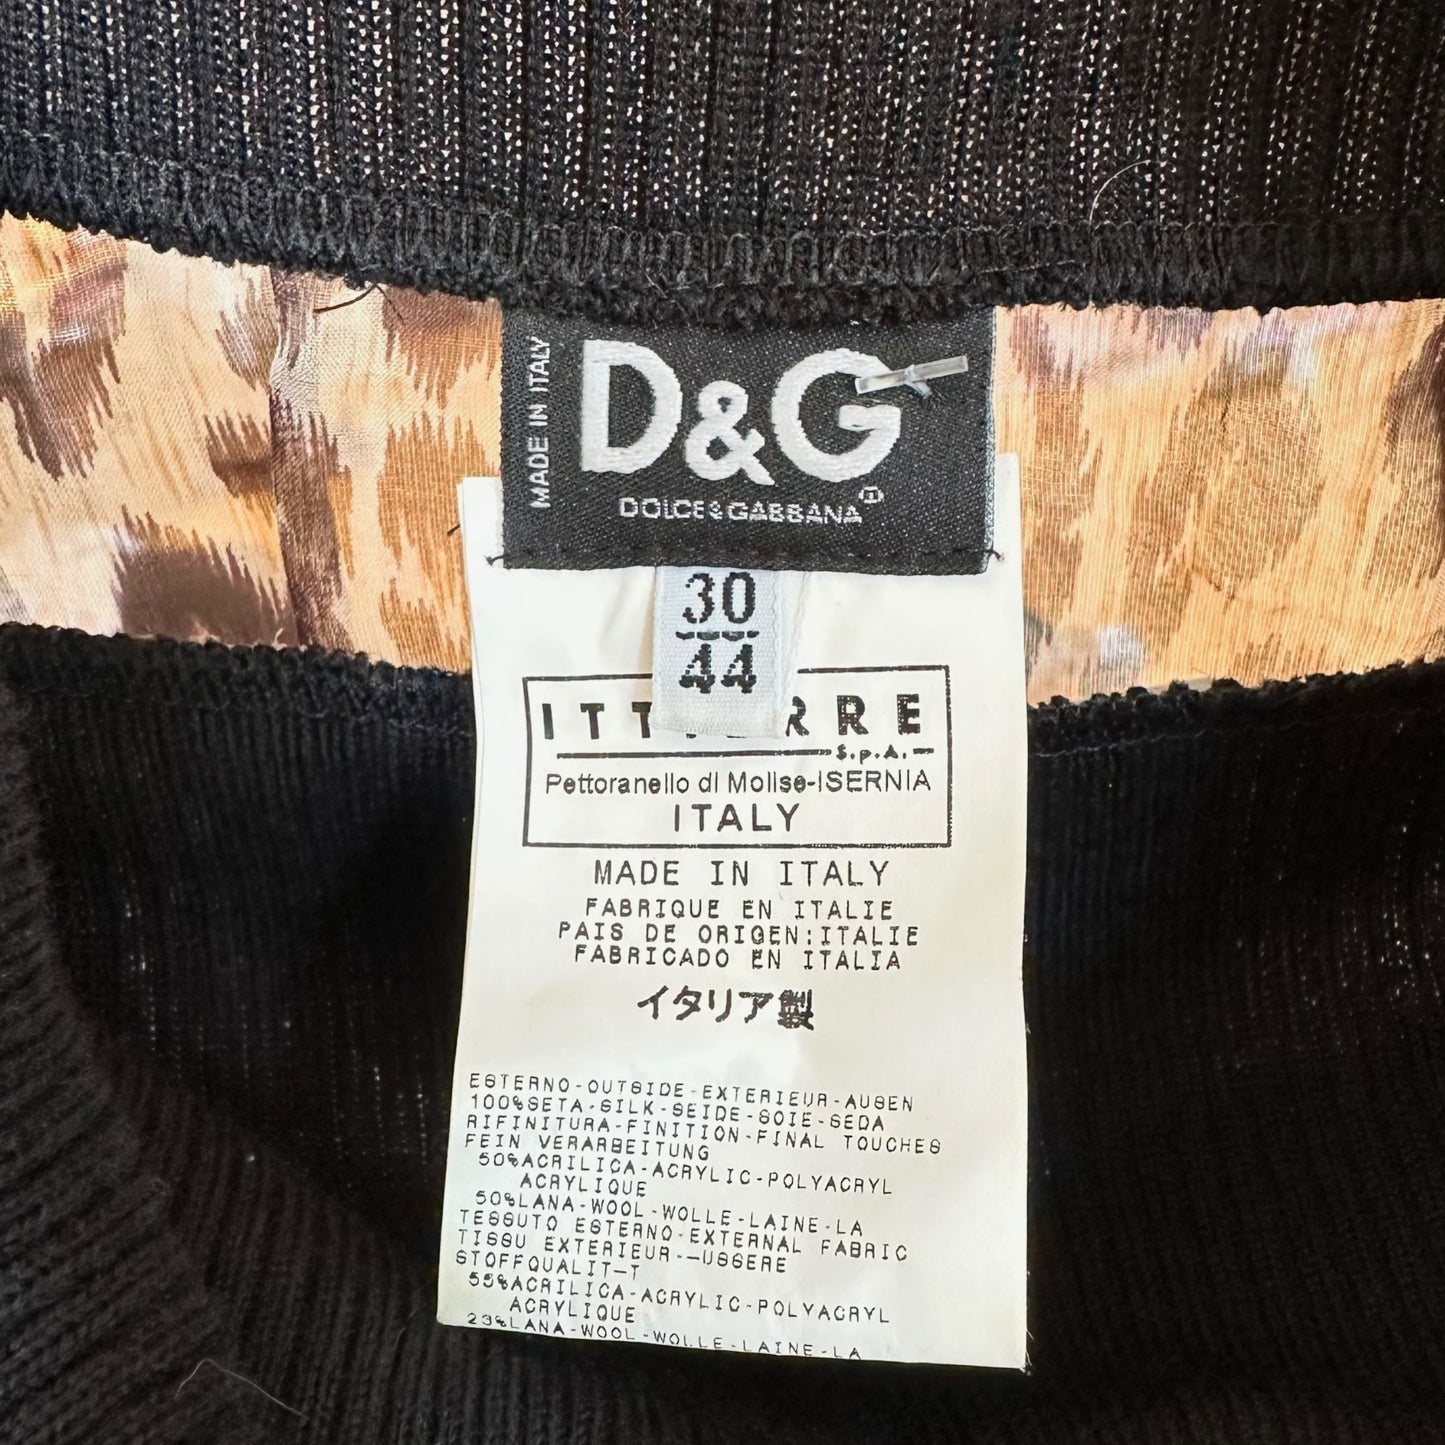 MADE IN ITALY
D&G
DOLCE&GABBANA
30
44
S.p.A.
Pettoranello di Molise-ISERNIA
ITALY
MADE IN ITALY
FABRIQUE EN ITALIE
PAIS DE ORIGEN:ITALIE
FABRICADO EN ITALIA
イタリア製
ESTERNO-OUTSIDE-EXTERIEUR-AUSEN
100%SETA-SILK-SEIDE-SOIE-SEDA
RIFINITURA-FINITION-FINAL TOUCHES
FEIN VERARBEITUNG
50%ACRILICA-ACRYLIC-POLYACRYL
ACRYLIQUE
50%LANA-WOOL-WOLLE-LAINE-LA
TESSUTO ESTERNO-EXTERNAL FABRIC
TISSU EXTERIEUR-—USSERE
STOFFQUALIT—T
55%ACRILICA-ACRYLIC-POLYACRYL
ACRYLIQUE
23%LANA-WOOL-WOLLE-LAINE-LA